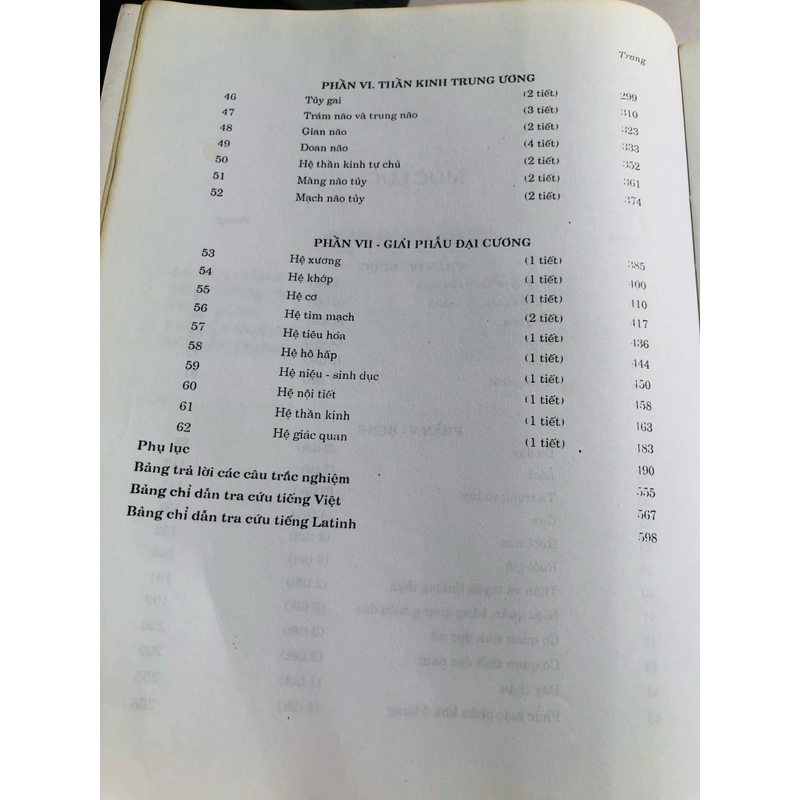 Trang
PHẦN VI. THẦN KINH TRUNG ƯƠNG
46 Tủy gai (2 tiết) 299
47 Trám não và trung não (3 tiết) 310
48 Gian não (2 tiết) 323
49 Đoan não (4 tiết) 333
50 Hệ thần kinh tự chủ (2 tiết) 352
51 Màng não tủy (2 tiết) 361
52 Mạch não tủy (2 tiết) 374
PHẦN VII - GIẢI PHẪU ĐẠI CƯƠNG
53 Hệ xương (1 tiết) 385
54 Hệ khớp (1 tiết) 400
55 Hệ cơ (1 tiết) 410
56 Hệ tim mạch (2 tiết) 417
57 Hệ tiêu hóa (1 tiết) 436
58 Hệ hô hấp (1 tiết) 444
59 Hệ niệu - sinh dục (1 tiết) 450
60 Hệ nội tiết (1 tiết) 458
61 Hệ thần kinh (1 tiết) 463
62 Hệ giác quan (1 tiết) 483
Phụ lục 490
Bảng trả lời các câu trắc nghiệm 555
Bảng chỉ dẫn tra cứu tiếng Việt 567
Bảng chỉ dẫn tra cứu tiếng Latinh 598